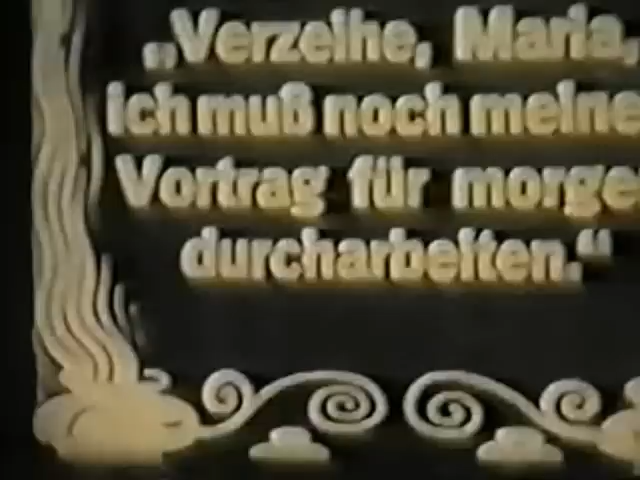 „Verzeihe, Maria,
ich muß noch meine
Vortrag für morge
durcharbeiten.“